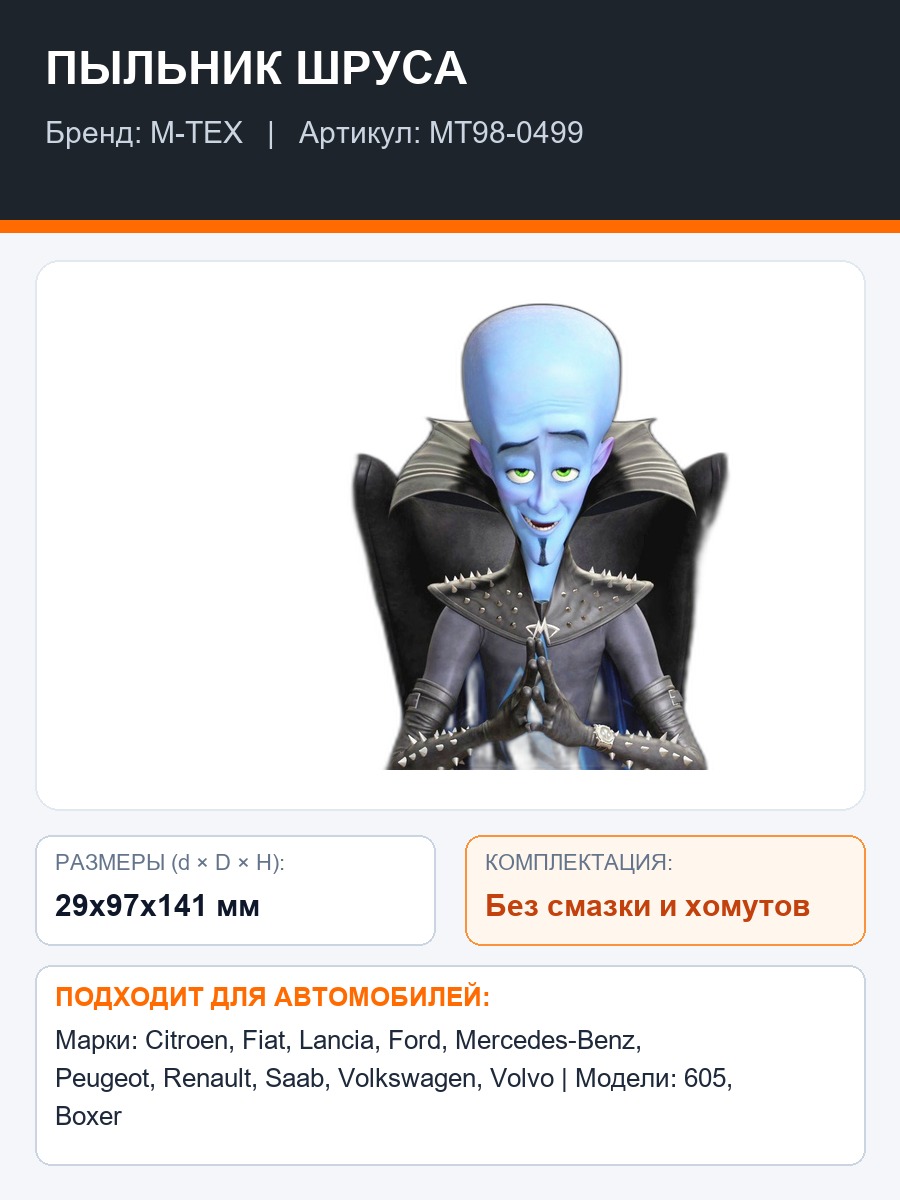 ПЫЛЬНИК ШРУСА
Бренд: M-TEX | Артикул: MT98-0499
РАЗМЕРЫ (d × D × H):
29x97x141 мм
КОМПЛЕКТАЦИЯ:
Без смазки и хомутов
ПОДХОДИТ ДЛЯ АВТОМОБИЛЕЙ:
Марки: Citroen, Fiat, Lancia, Ford, Mercedes-Benz,
Peugeot, Renault, Saab, Volkswagen, Volvo | Модели: 605,
Boxer